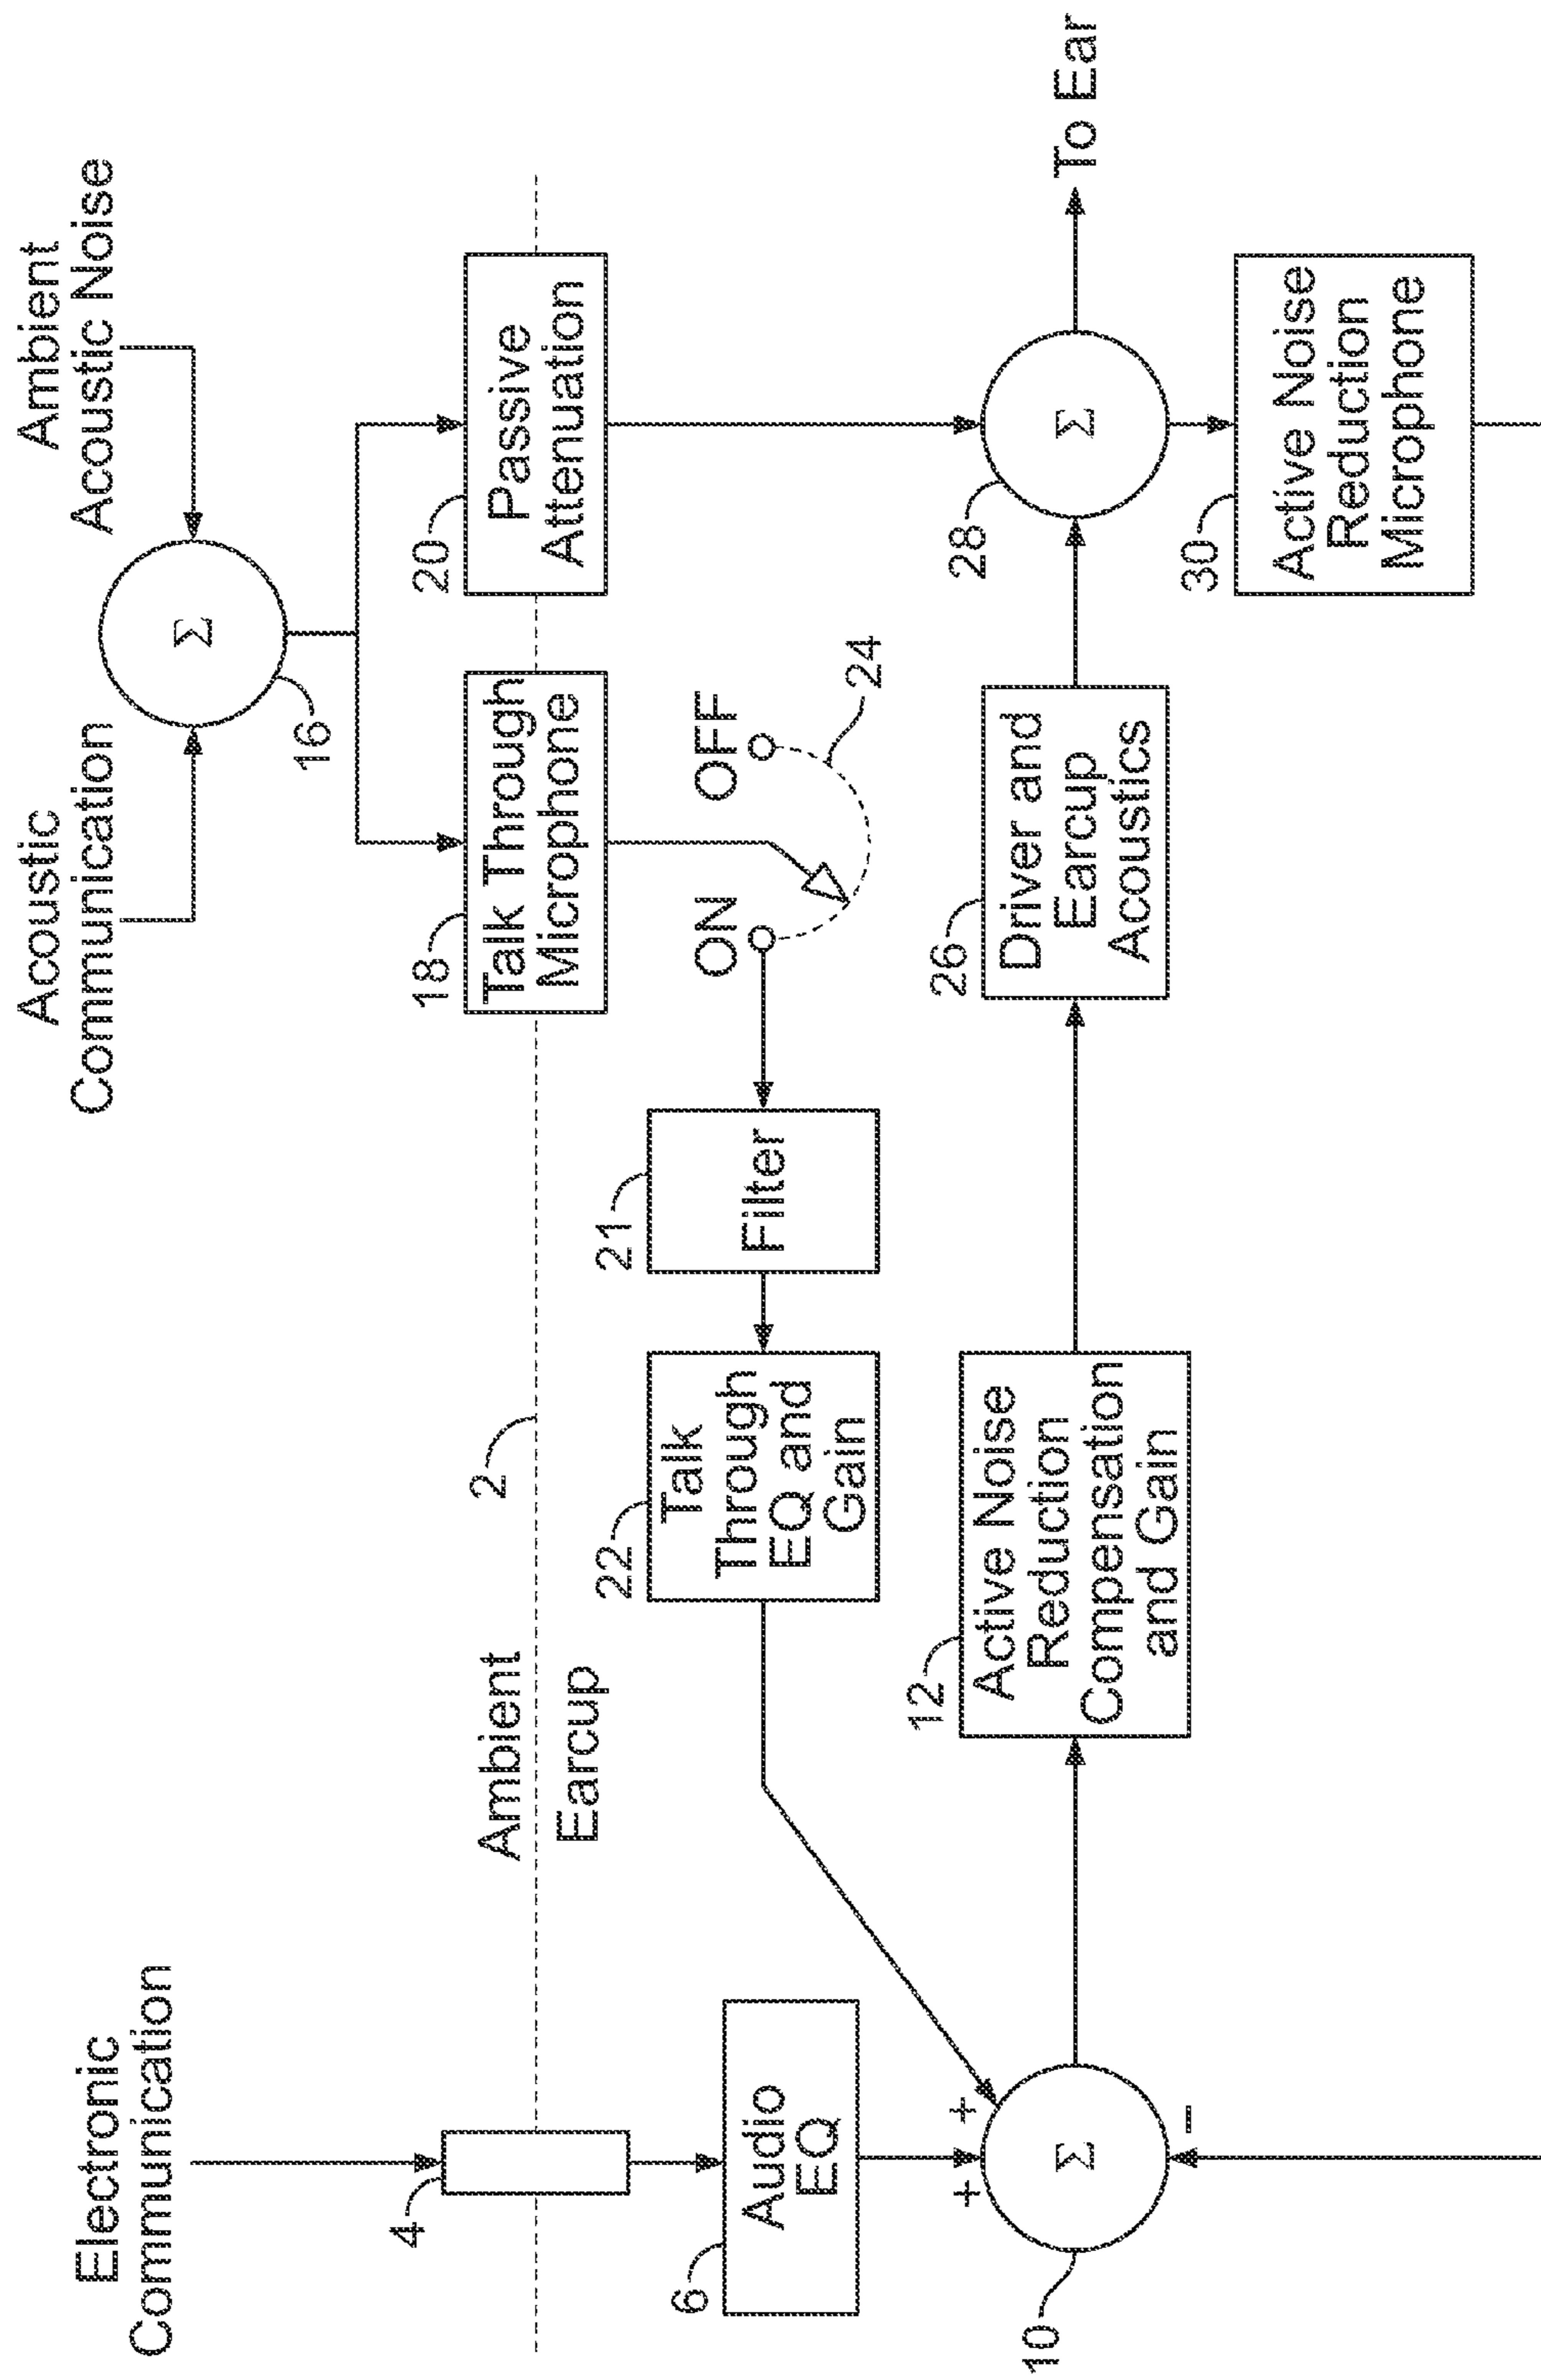 Electronic
Communication
Acoustic
Communication
Ambient
Acoustic Noise
Σ
16
4
Ambient
2
Earcup
18
Talk Through
Microphone
20
Passive
Attenuation
6
Audio
EQ
22
Talk
Through
EQ and
Gain
21
Filter
ON
OFF
24
+
+
10
Σ
−
12
Active Noise
Reduction
Compensation
and Gain
26
Driver and
Earcup
Acoustics
28
Σ
To Ear
30
Active Noise
Reduction
Microphone